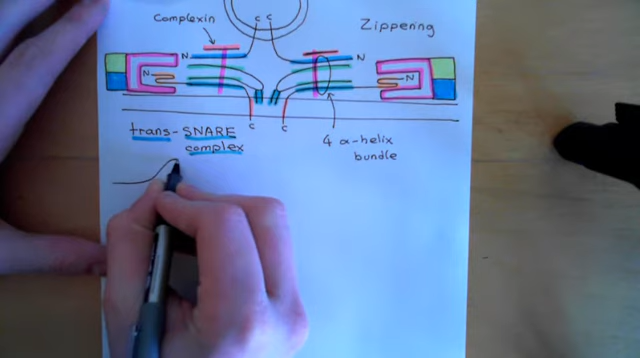 Complexin
Zippering
c c
N
N
N
N
c
c
trans-SNARE
complex
4 α-helix
bundle